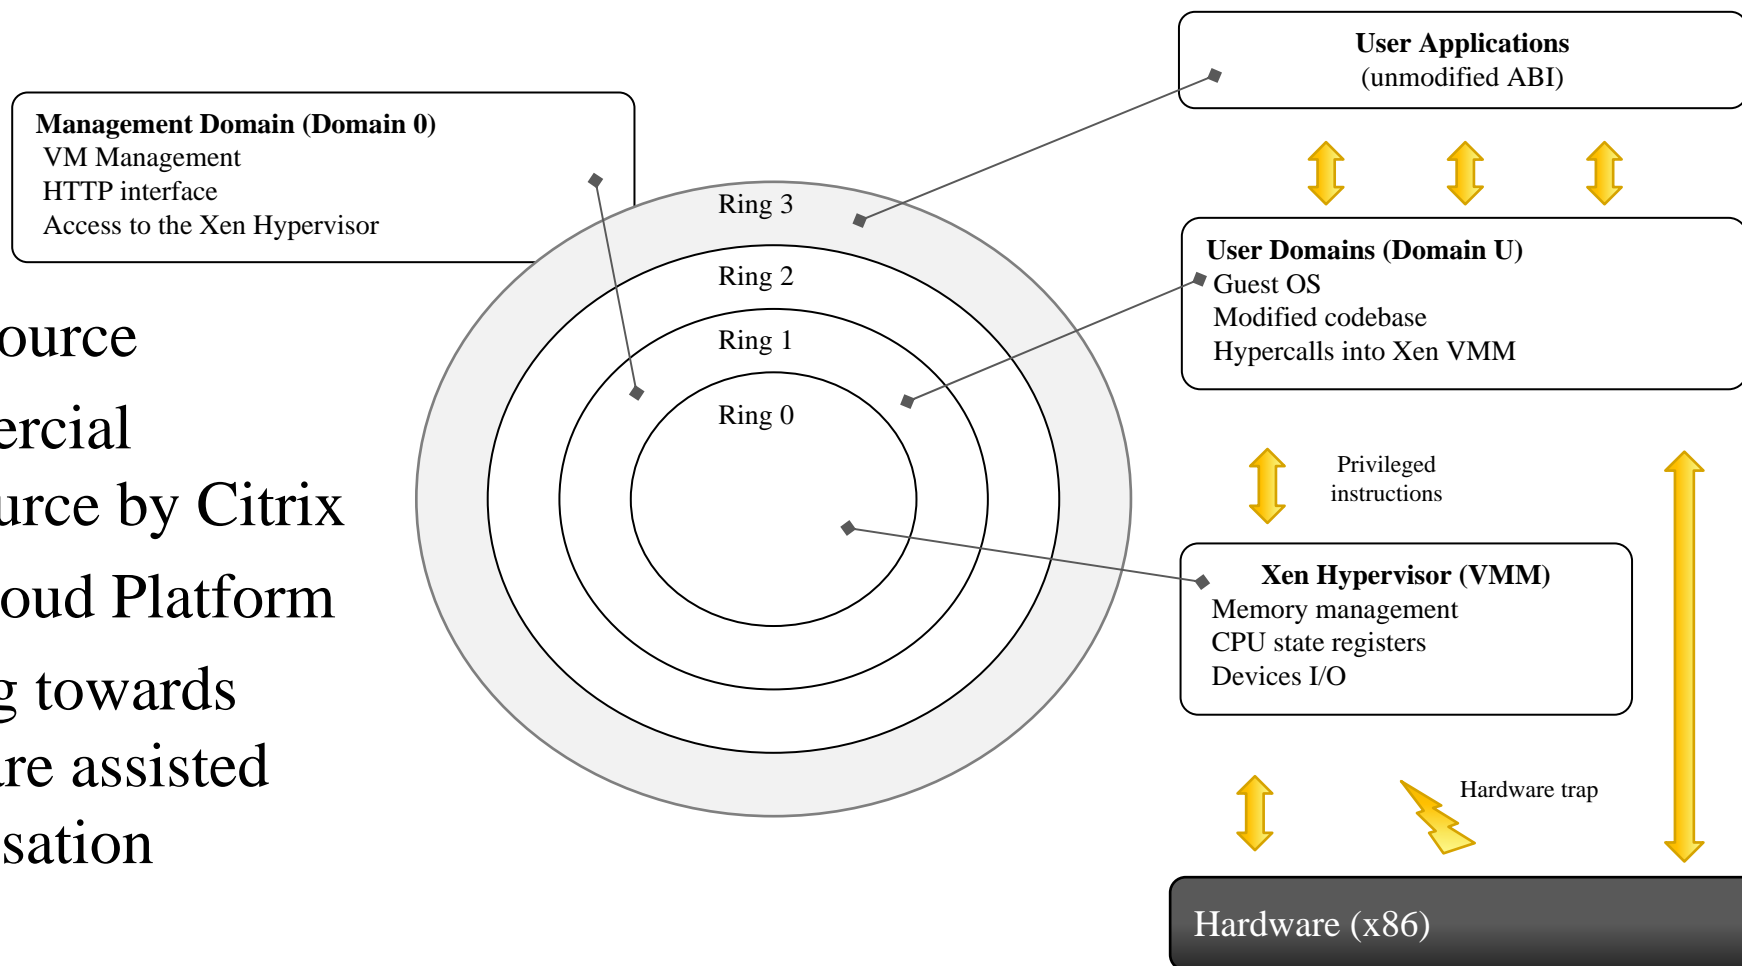 Management Domain (Domain 0)
VM Management
HTTP interface
Access to the Xen Hypervisor
ource
ercial
urce by Citrix
oud Platform
g towards
are assisted
sation
Ring 3
Ring 2
Ring 1
Ring 0
User Applications
(unmodified ABI)
User Domains (Domain U)
Guest OS
Modified codebase
Hypercalls into Xen VMM
Privileged
instructions
Xen Hypervisor (VMM)
Memory management
CPU state registers
Devices I/O
Hardware trap
Hardware (x86)